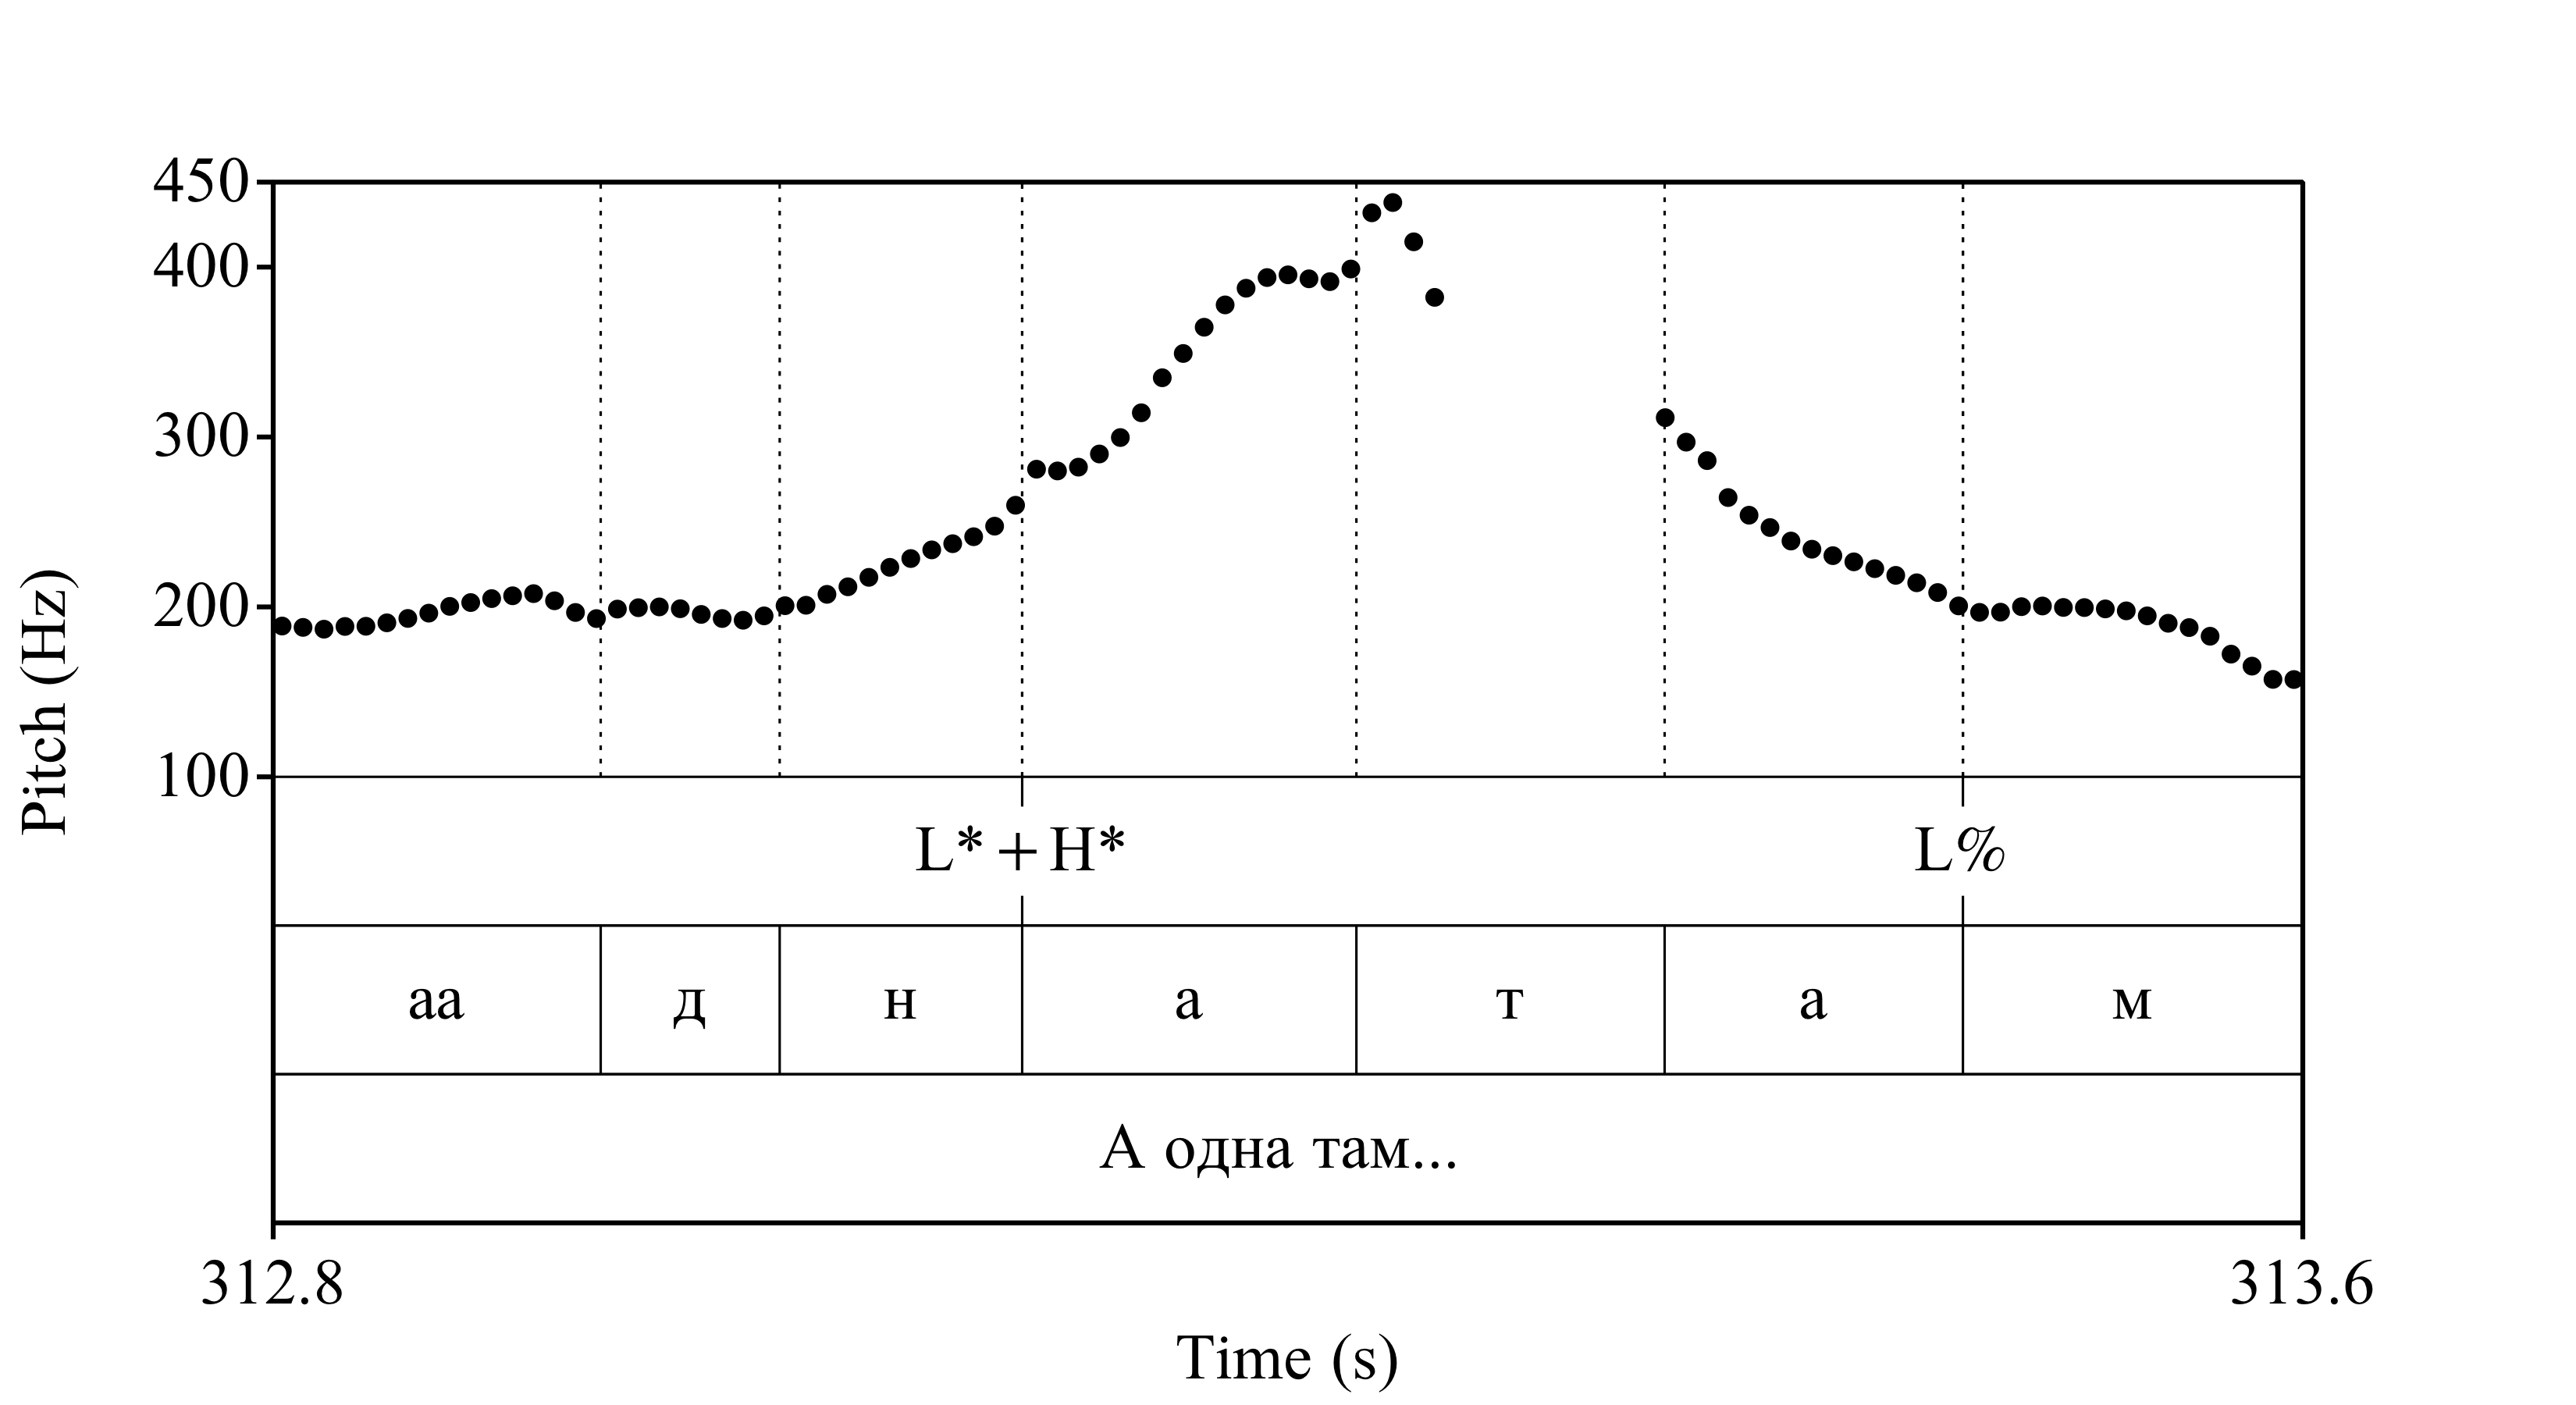 450
400
300
200
100
Pitch (Hz)
L*+H* L%
аа д н а т а м
А одна там...
312.8 313.6
Time (s)